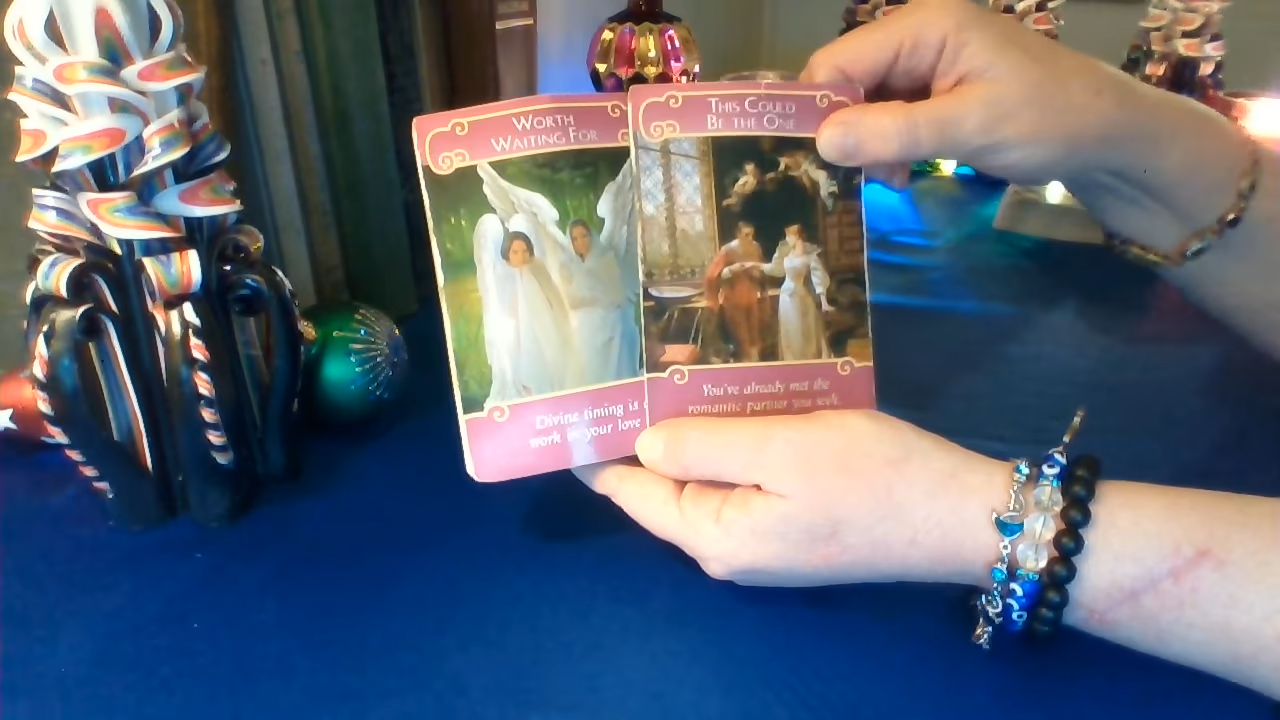 WORTH
WAITING FOR
Divine timing is
work in your love
THIS COULD
BE THE ONE
You've already met the
romantic partner you seek.